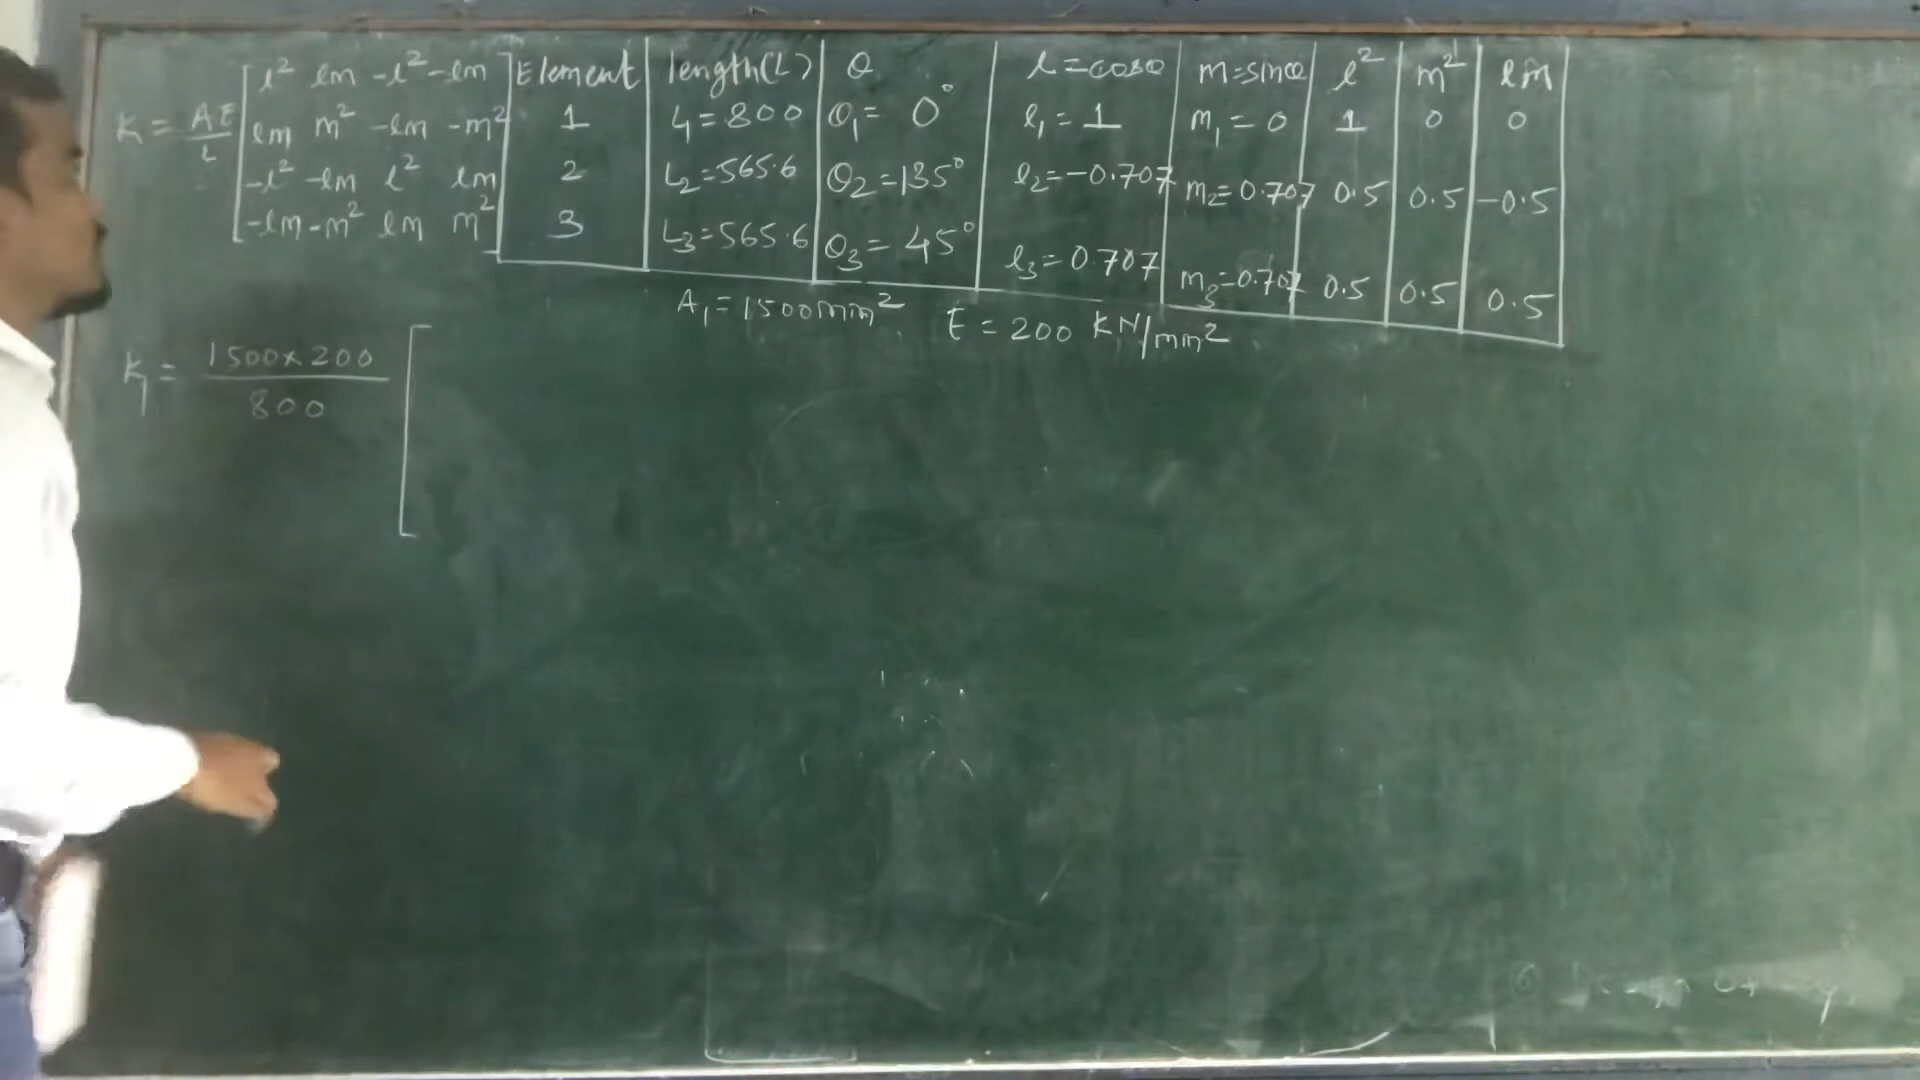 K = AE/L [ l² lm -l² -lm
lm m² -lm -m²
-l² -lm l² lm
-lm -m² lm m² ]
Element length(L) θ l=cosθ m=sinθ l² m² lm
1 L₁=800 θ₁= 0° l₁= 1 m₁=0 1 0 0
2 L₂=565.6 θ₂=135° l₂=-0.707 m₂=0.707 0.5 0.5 -0.5
3 L₃=565.6 θ₃= 45° l₃=0.707 m₃=0.707 0.5 0.5 0.5
A₁=1500mm² E = 200 KN/mm²
K₁ = 1500×200/800 [